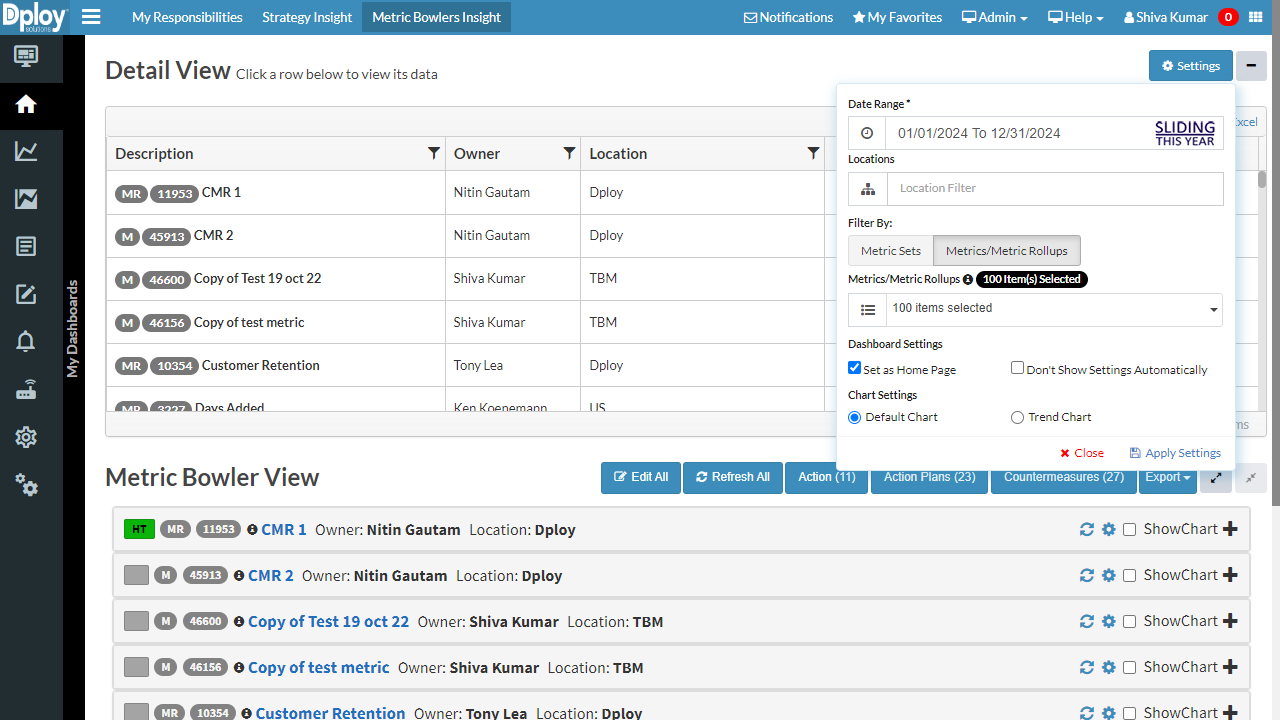 Dploy solutions My Responsibilities Strategy Insight Metric Bowlers Insight Notifications My Favorites Admin Help Shiva Kumar 0
Detail View Click a row below to view its data Settings
My Dashboards
Excel
Description Owner Location
MR 11953 CMR 1 Nitin Gautam Dploy
M 45913 CMR 2 Nitin Gautam Dploy
M 46600 Copy of Test 19 oct 22 Shiva Kumar TBM
M 46156 Copy of test metric Shiva Kumar TBM
MR 10354 Customer Retention Tony Lea Dploy
MR 3227 Days Added Ken Koenemann US
Date Range *
01/01/2024 To 12/31/2024 SLIDING
THIS YEAR
Locations
Location Filter
Filter By:
Metric Sets Metrics/Metric Rollups
Metrics/Metric Rollups 100 Item(s) Selected
100 items selected
Dashboard Settings
Set as Home Page Don't Show Settings Automatically
Chart Settings
Default Chart Trend Chart
Close Apply Settings
Metric Bowler View Edit All Refresh All Action (11) Action Plans (23) Countermeasures (27) Export
HT MR 11953 CMR 1 Owner: Nitin Gautam Location: Dploy ShowChart
M 45913 CMR 2 Owner: Nitin Gautam Location: Dploy ShowChart
M 46600 Copy of Test 19 oct 22 Owner: Shiva Kumar Location: TBM ShowChart
M 46156 Copy of test metric Owner: Shiva Kumar Location: TBM ShowChart
MR 10354 Customer Retention Owner: Tony Lea Location: Dploy ShowChart